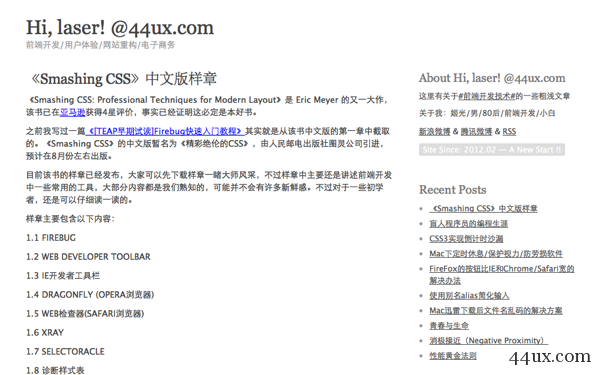 Hi, laser! @44ux.com
前端开发/用户体验/网站重构/电子商务
《Smashing CSS》中文版样章
《Smashing CSS: Professional Techniques for Modern Layout》是 Eric Meyer 的又一大作，
该书已在亚马逊获得4星评价，事实已经证明这必定是本好书。
之前我写过一篇《[TEAP早期试读]Firebug快速入门教程》其实就是从该书中文版的第一章中截取
的。《Smashing CSS》的中文版暂名为《精彩绝伦的CSS》，由人民邮电出版社图灵公司引进，
预计在8月份左右出版。
目前该书的样章已经发布，大家可以先下载样章一睹大师风采，不过样章中主要还是讲述前端开发
中一些常用的工具，大部分内容都是我们熟知的，可能并不会有许多新鲜感。不过对于一些初学
者，还是可以仔细读一读的。
样章主要包含以下内容：
1.1 FIREBUG
1.2 WEB DEVELOPER TOOLBAR
1.3 IE开发者工具栏
1.4 DRAGONFLY (OPERA浏览器)
1.5 WEB检查器(SAFARI浏览器)
1.6 XRAY
1.7 SELECTORACLE
1.8 诊断样式表
About Hi, laser! @44ux.com
这里有关于#前端开发技术#的一些粗浅文章
关于我：姬光/男/80后/前端开发/小白
新浪微博 & 腾讯微博 & RSS
Site Since: 2012.02 — A New Start !!
Recent Posts
《Smashing CSS》中文版样章
盲人程序员的编程生涯
CSS3实现倒计时沙漏
Mac下定时休息/保护视力/防劳损软件
FireFox的按钮比IE和Chrome/Safari宽的
解决办法
使用别名alias简化输入
Mac迅雷下载后文件名乱码的解决方案
青春与生命
消极接近（Negative Proximity）
性能黄金法则
44ux.com